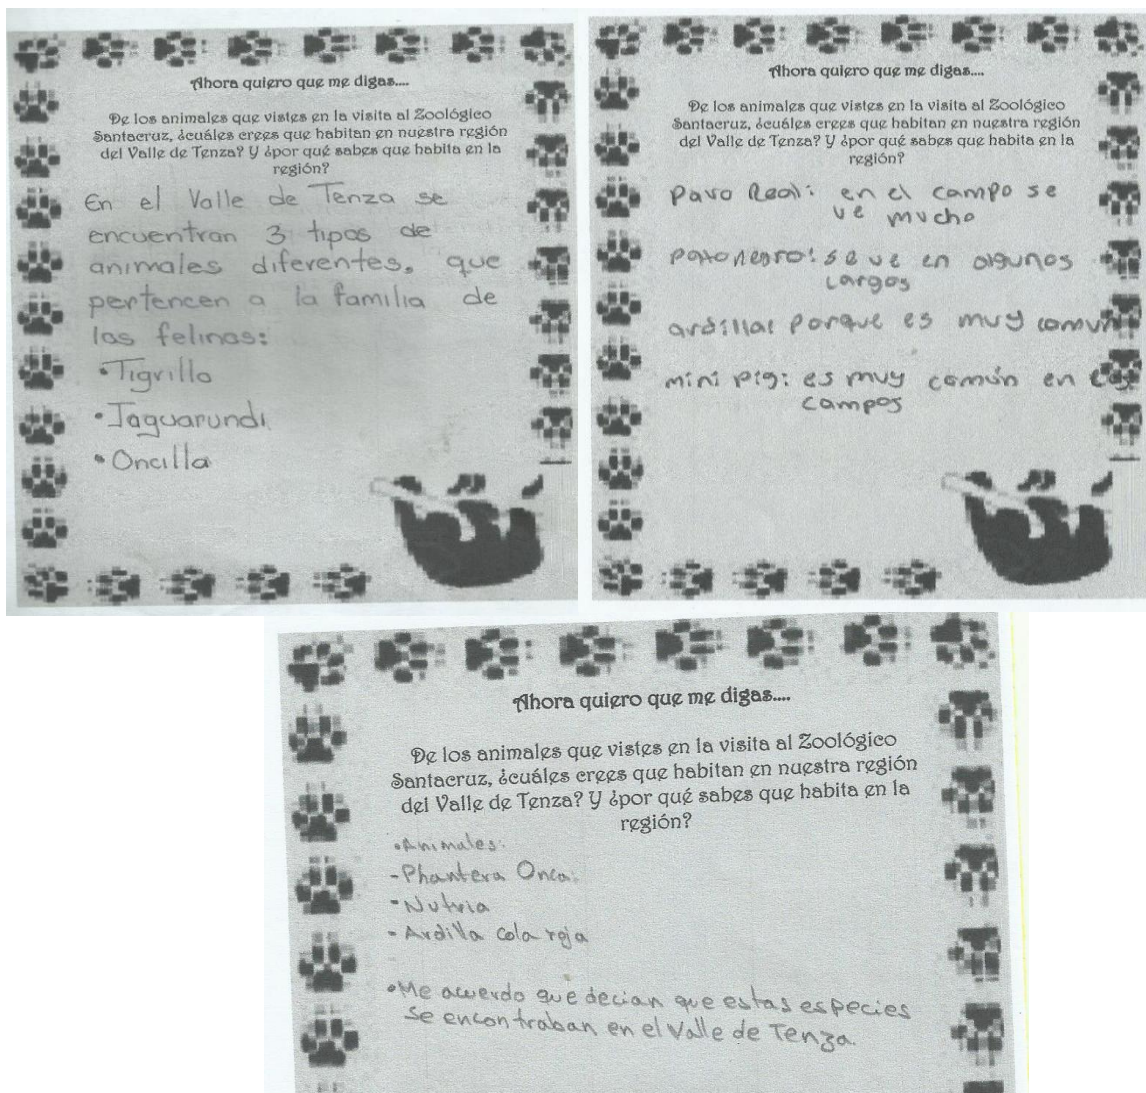 Ahora quiero que me digas....
De los animales que vistes en la visita al Zoológico
Santacruz, ¿cuáles crees que habitan en nuestra región
del Valle de Tenza? Y ¿por qué sabes que habita en la
región?
En el Valle de Tenza se
encuentran 3 tipos de
animales diferentes, que
pertencen a la familia de
los felinos:
•Tigrillo
•Jaguarundi
•Oncilla
Ahora quiero que me digas....
De los animales que vistes en la visita al Zoológico
Santacruz, ¿cuáles crees que habitan en nuestra región
del Valle de Tenza? Y ¿por qué sabes que habita en la
región?
Pavo Real: en el campo se
ve mucho
pato negro: se ve en algunos
Largos
ardillas porque es muy comun
mini pig: es muy común en Los
campos
Ahora quiero que me digas....
De los animales que vistes en la visita al Zoológico
Santacruz, ¿cuáles crees que habitan en nuestra región
del Valle de Tenza? Y ¿por qué sabes que habita en la
región?
•Animales:
-Phantera Onca.
-Nutria
-Ardilla cola roja
•Me acuerdo que decian que estas especies
se encontraban en el Valle de Tenza.